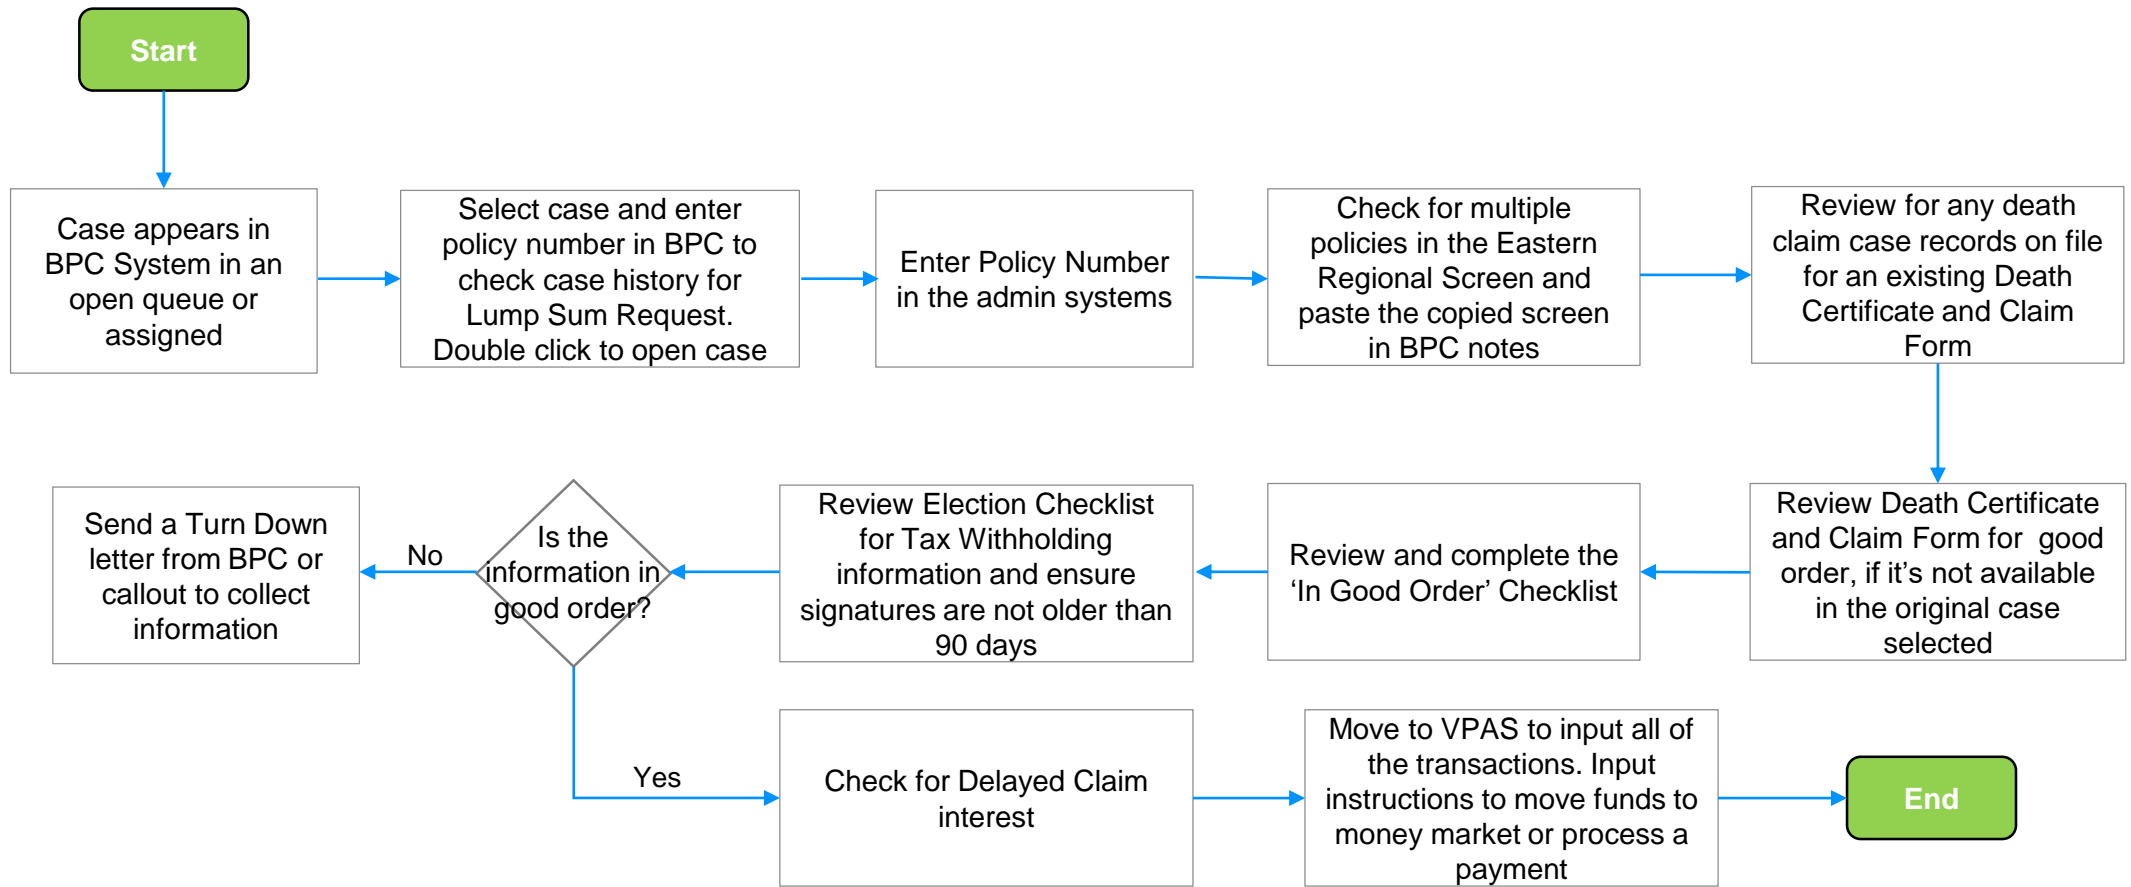 Start
Case appears in
BPC System in an
open queue or
assigned
Select case and enter
policy number in BPC to
check case history for
Lump Sum Request.
Double click to open case
Enter Policy Number
in the admin systems
Check for multiple
policies in the Eastern
Regional Screen and
paste the copied screen
in BPC notes
Review for any death
claim case records on file
for an existing Death
Certificate and Claim
Form
Review Death Certificate
and Claim Form for good
order, if it’s not available
in the original case
selected
Review and complete the
‘In Good Order’ Checklist
Review Election Checklist
for Tax Withholding
information and ensure
signatures are not older than
90 days
Is the
information in
good order?
No
Send a Turn Down
letter from BPC or
callout to collect
information
Yes
Check for Delayed Claim
interest
Move to VPAS to input all of
the transactions. Input
instructions to move funds to
money market or process a
payment
End